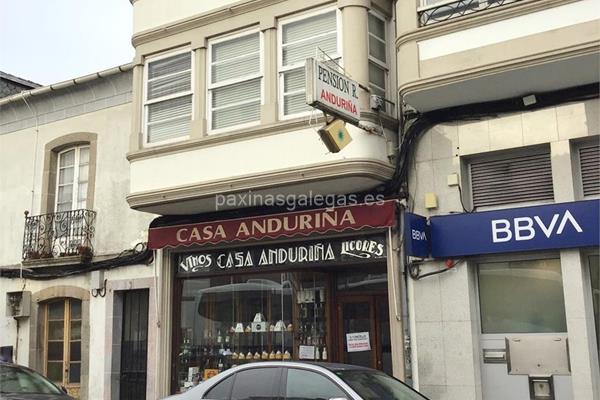 PENSION R.
ANDURIÑA
paxinasgalegas.es
CASA ANDURIÑA
VINOS CASA ANDURIÑA LICORES
BBVA
BBVA